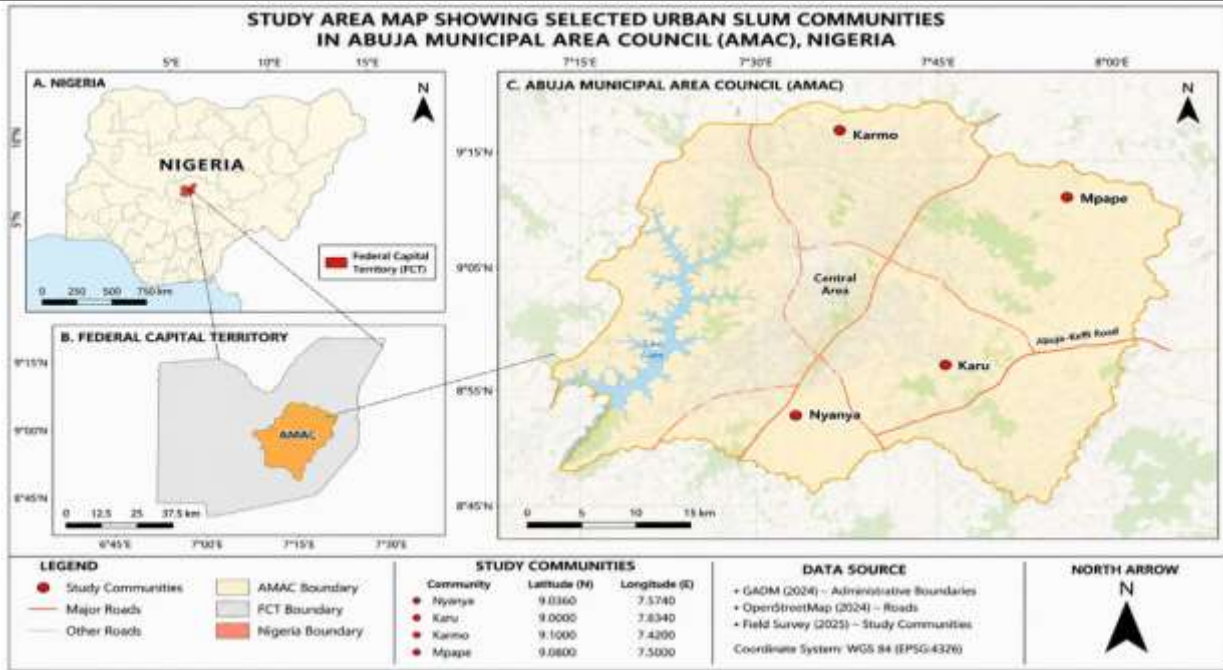 STUDY AREA MAP SHOWING SELECTED URBAN SLUM COMMUNITIES
IN ABUJA MUNICIPAL AREA COUNCIL (AMAC), NIGERIA
5°E 10°E 15°E
A. NIGERIA
N
10°N
5°N
NIGERIA
Federal Capital
Territory (FCT)
0 250 500 750 km
B. FEDERAL CAPITAL TERRITORY
9°15'N
9°00'N
8°45'N
AMAC
0 12.5 25 37.5 km
6°45'E 7°00'E 7°15'E 7°30'E
7°15'E 7°30'E 7°45'E 8°00'E
C. ABUJA MUNICIPAL AREA COUNCIL (AMAC)
N
9°15'N
9°05'N
8°55'N
8°45'N
Karmo
Mpape
Central
Area
Abuja-Keffi Road
Karu
Nyanya
0 5 10 15 km
LEGEND
Study Communities
Major Roads
Other Roads
AMAC Boundary
FCT Boundary
Nigeria Boundary
STUDY COMMUNITIES
Community Latitude (N) Longitude (E)
Nyanya 9.0360 7.5740
Karu 9.0000 7.6340
Karmo 9.1000 7.4200
Mpape 9.0800 7.5000
DATA SOURCE
• GADM (2024) – Administrative Boundaries
• OpenStreetMap (2024) – Roads
• Field Survey (2025) – Study Communities
Coordinate System: WGS 84 (EPSG:4326)
NORTH ARROW
N